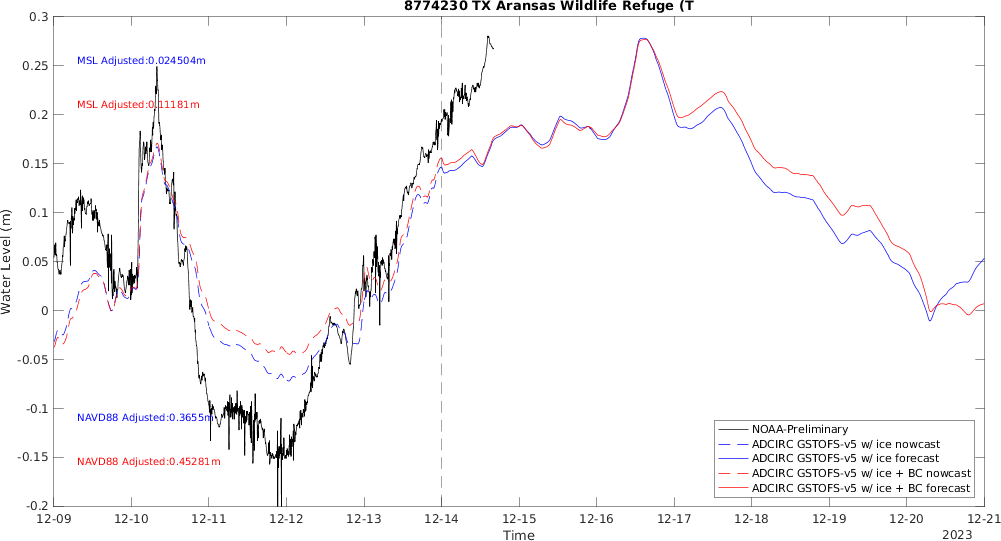 8774230 TX Aransas Wildlife Refuge (T
0.3
0.25
0.2
0.15
0.1
0.05
0
-0.05
-0.1
-0.15
-0.2
Water Level (m)
MSL Adjusted:0.024504m
MSL Adjusted:0.11181m
NAVD88 Adjusted:0.3655m
NAVD88 Adjusted:0.45281m
NOAA-Preliminary
ADCIRC GSTOFS-v5 w/ ice nowcast
ADCIRC GSTOFS-v5 w/ ice forecast
ADCIRC GSTOFS-v5 w/ ice + BC nowcast
ADCIRC GSTOFS-v5 w/ ice + BC forecast
12-09 12-10 12-11 12-12 12-13 12-14 12-15 12-16 12-17 12-18 12-19 12-20 12-21
Time
2023